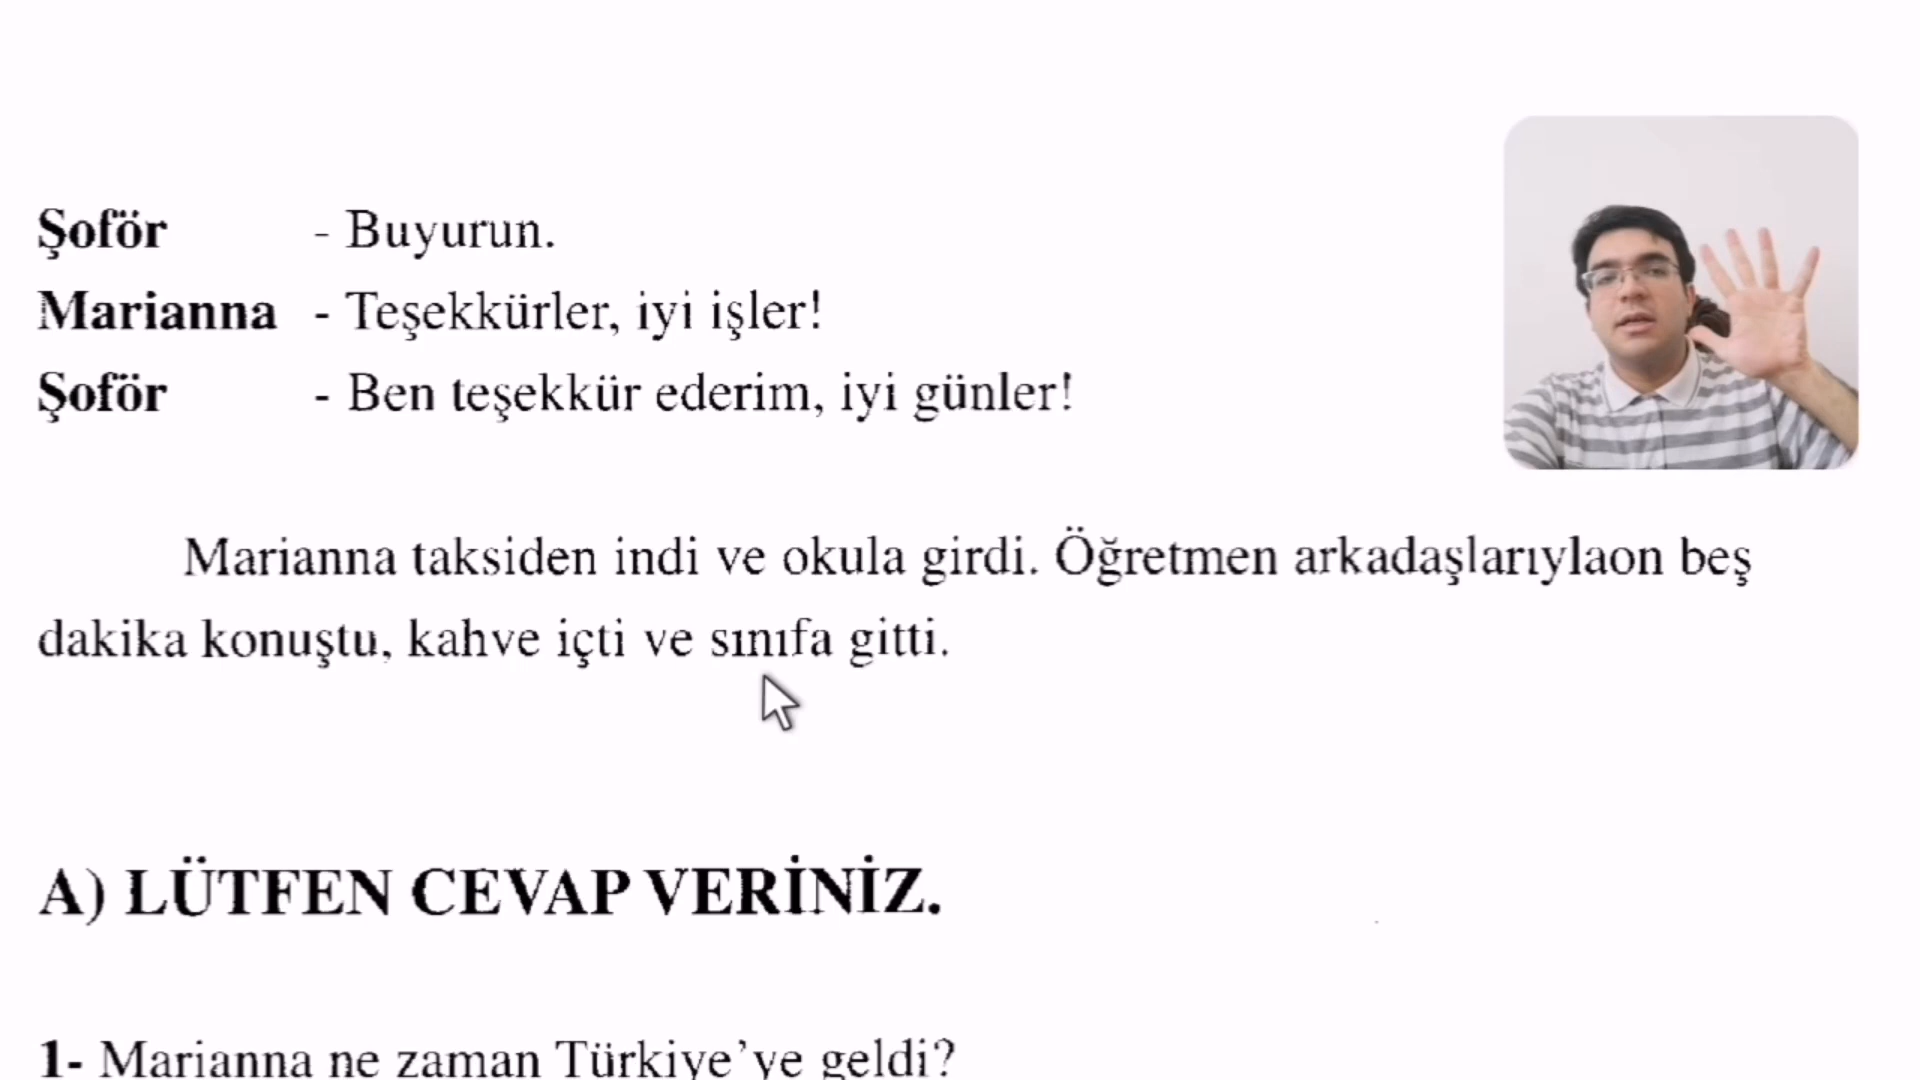 Şoför - Buyurun.
Marianna - Teşekkürler, iyi işler!
Şoför - Ben teşekkür ederim, iyi günler!
Marianna taksiden indi ve okula girdi. Öğretmen arkadaşlarıylaon beş
dakika konuştu, kahve içti ve sınıfa gitti.
A) LÜTFEN CEVAP VERİNİZ.
1- Marianna ne zaman Türkiye’ye geldi?